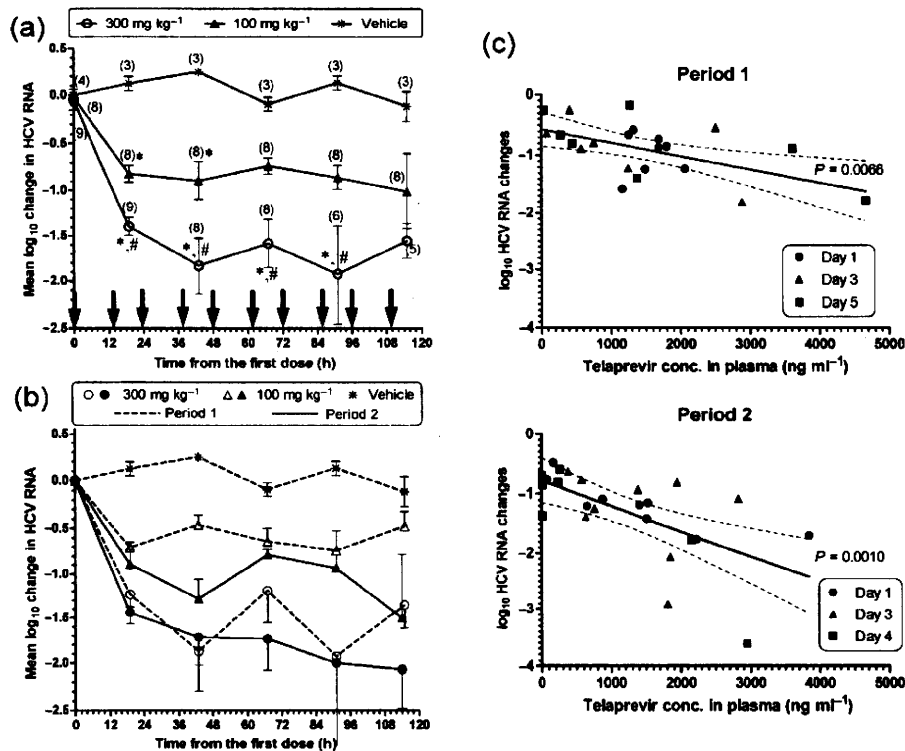 (a)
300 mg kg⁻¹ 100 mg kg⁻¹ Vehicle
Mean log₁₀ change in HCV RNA
0.5
0.0
−0.5
−1.0
−1.5
−2.0
−2.5
(4) (3) (3) (3) (3) (3)
(8) (8)* (8)* (8) (8) (8)
9) (9) (8) (8) (6) 5)
*,# *,# *,# *,#
0 12 24 36 48 60 72 84 96 108 120
Time from the first dose (h)
(b)
300 mg kg⁻¹ 100 mg kg⁻¹ Vehicle
Period 1 Period 2
Mean log₁₀ change in HCV RNA
0.5
0.0
−0.5
−1.0
−1.5
−2.0
−2.5
0 12 24 36 48 60 72 84 96 108 120
Time from the first dose (h)
(c)
Period 1
log₁₀ HCV RNA changes
0
−1
−2
−3
−4
P = 0.0066
Day 1
Day 3
Day 5
0 1000 2000 3000 4000 5000
Telaprevir conc. in plasma (ng ml⁻¹)
Period 2
log₁₀ HCV RNA changes
−0
−1
−2
−3
−4
P = 0.0010
Day 1
Day 3
Day 4
0 1000 2000 3000 4000 5000
Telaprevir conc. in plasma (ng ml⁻¹)